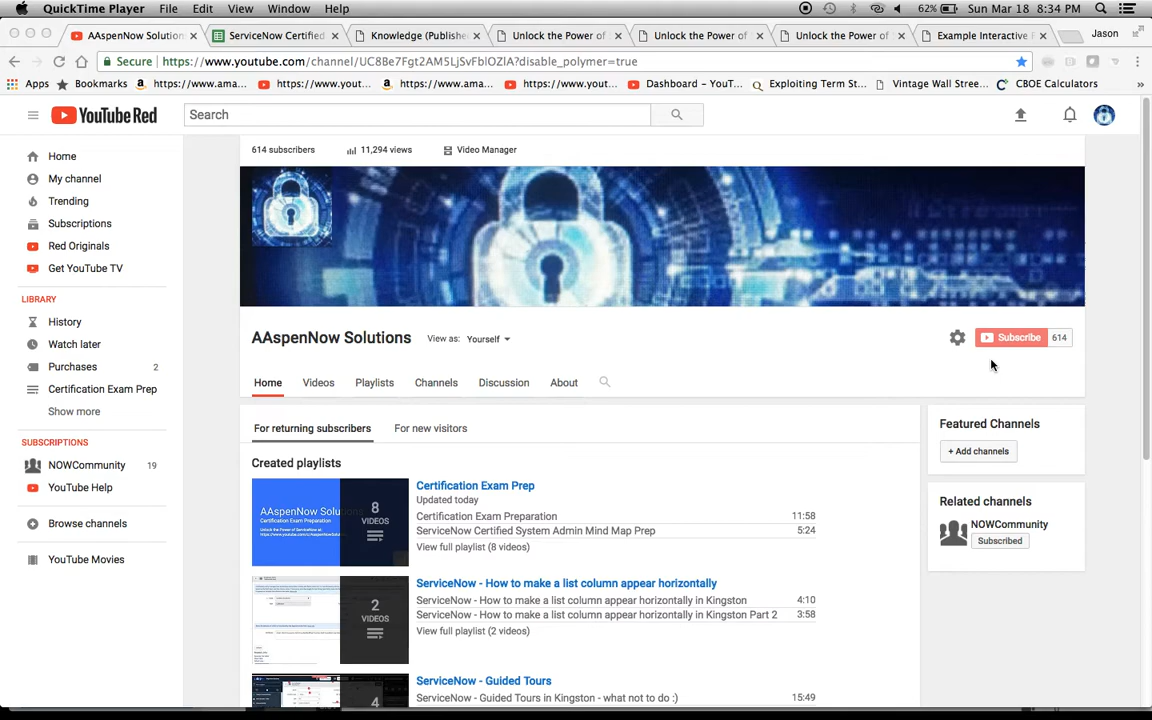 QuickTime Player File Edit View Window Help 62% Sun Mar 18 8:34 PM
AAspenNow Solution ServiceNow Certified Knowledge (Publishe Unlock the Power of Unlock the Power of Unlock the Power of Example Interactive Jason
Secure https://www.youtube.com/channel/UC8Be7Fgt2AM5LjSvFblOZIA?disable_polymer=true
Apps Bookmarks https://www.ama... https://www.yout... https://www.ama... https://www.yout... Dashboard – YouT... Exploiting Term St... Vintage Wall Stree... CBOE Calculators »
YouTube Red Search
614 subscribers 11,294 views Video Manager
Home
My channel
Trending
Subscriptions
Red Originals
Get YouTube TV
LIBRARY
History
Watch later
Purchases 2
Certification Exam Prep
Show more
SUBSCRIPTIONS
NOWCommunity 19
YouTube Help
Browse channels
YouTube Movies
AAspenNow Solutions View as: Yourself Subscribe 614
Home Videos Playlists Channels Discussion About
For returning subscribers For new visitors
Created playlists
AAspenNow Solutions
Certification Exam Preparation
8
VIDEOS
Certification Exam Prep
Updated today
Certification Exam Preparation 11:58
ServiceNow Certified System Admin Mind Map Prep 5:24
View full playlist (8 videos)
2
VIDEOS
ServiceNow - How to make a list column appear horizontally
ServiceNow - How to make a list column appear horizontally in Kingston 4:10
ServiceNow - How to make a list column appear horizontally in Kingston Part 2 3:58
View full playlist (2 videos)
4
ServiceNow - Guided Tours
ServiceNow - Guided Tours in Kingston - what not to do :) 15:49
Featured Channels
+ Add channels
Related channels
NOWCommunity
Subscribed